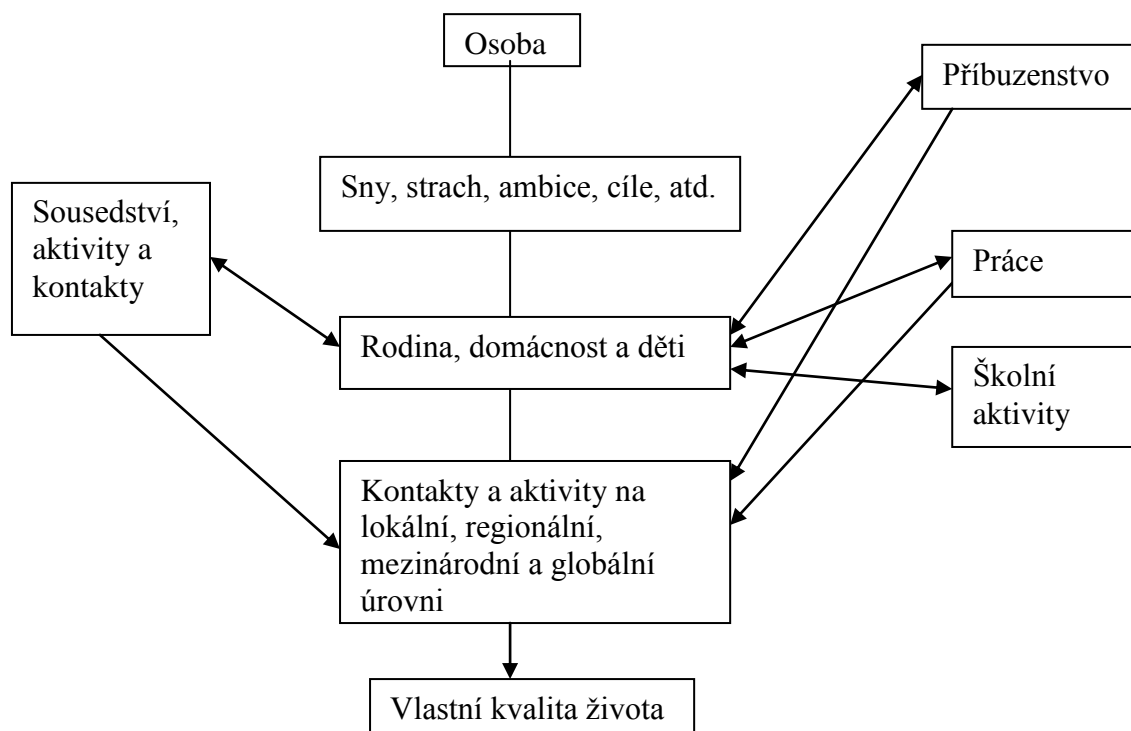 Osoba
Příbuzenstvo
Sny, strach, ambice, cíle, atd.
Sousedství,
aktivity a
kontakty
Práce
Rodina, domácnost a děti
Školní
aktivity
Kontakty a aktivity na
lokální, regionální,
mezinárodní a globální
úrovni
Vlastní kvalita života